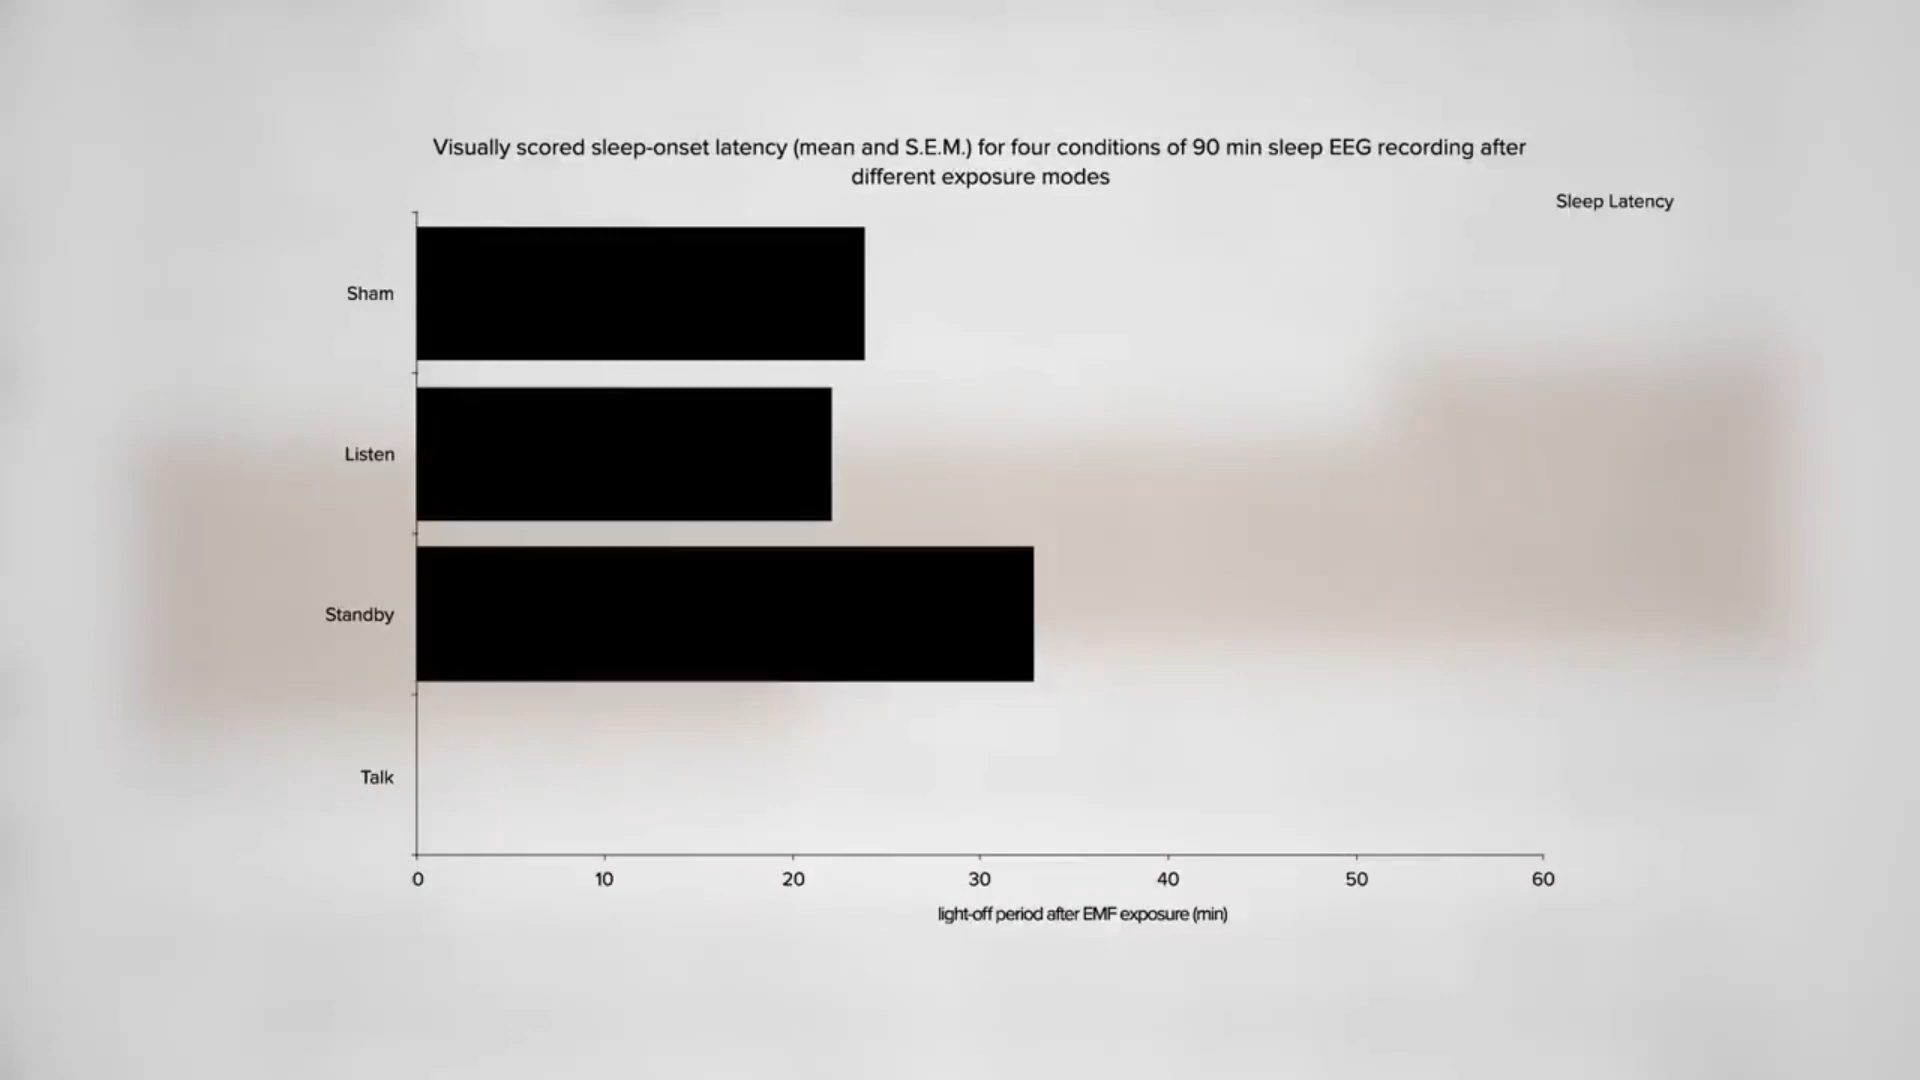 Visually scored sleep-onset latency (mean and S.E.M.) for four conditions of 90 min sleep EEG recording after
different exposure modes
Sleep Latency
Sham
Listen
Standby
Talk
0 10 20 30 40 50 60
light-off period after EMF exposure (min)